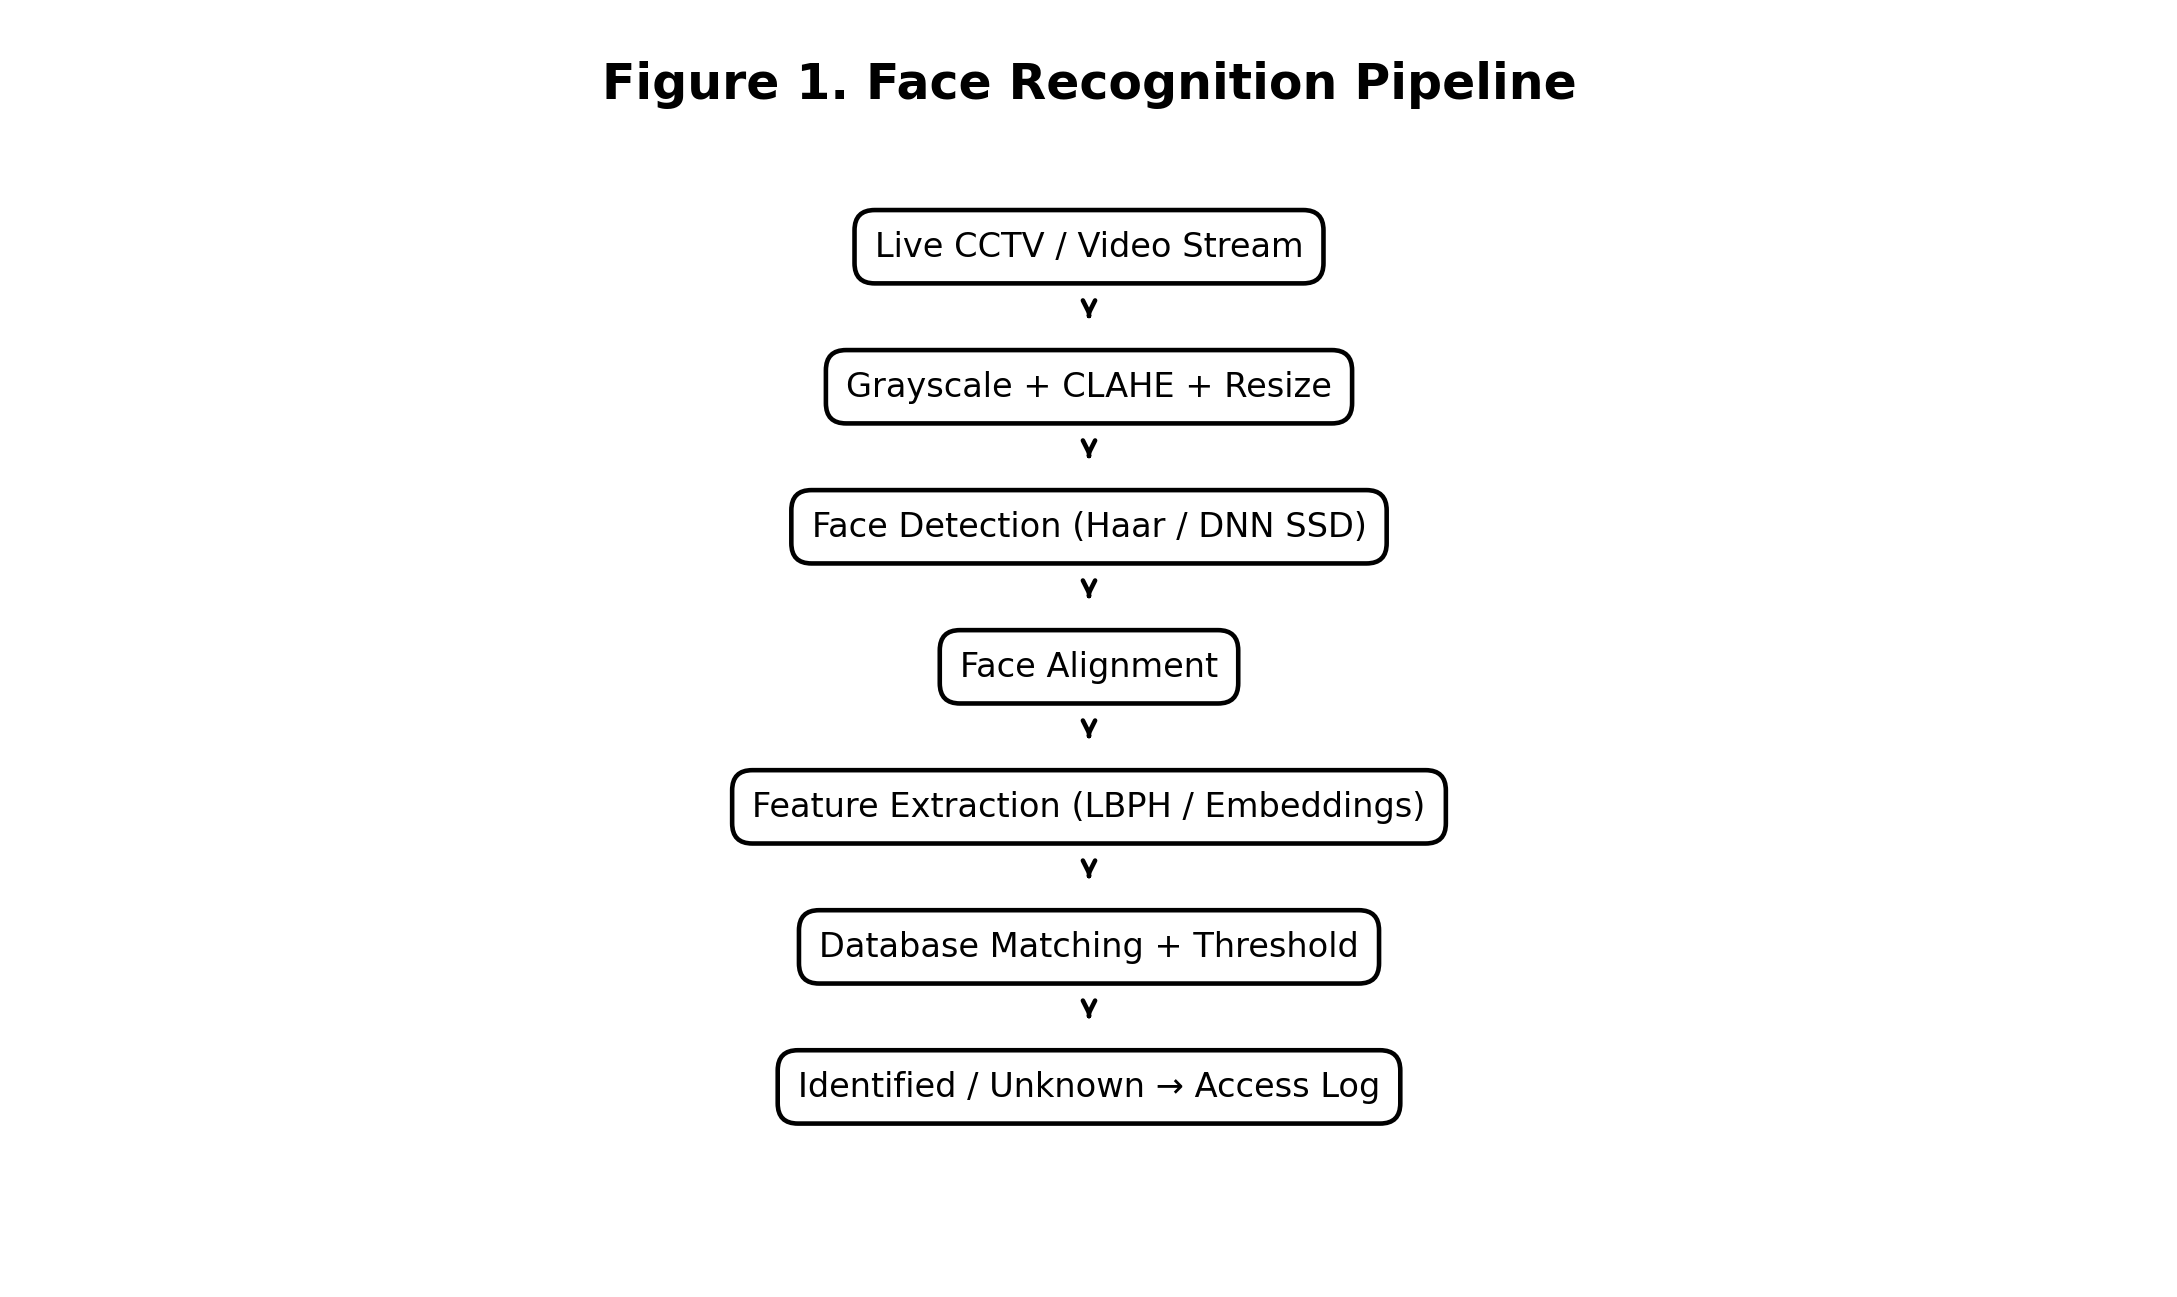 Figure 1. Face Recognition Pipeline
Live CCTV / Video Stream
Grayscale + CLAHE + Resize
Face Detection (Haar / DNN SSD)
Face Alignment
Feature Extraction (LBPH / Embeddings)
Database Matching + Threshold
Identified / Unknown → Access Log